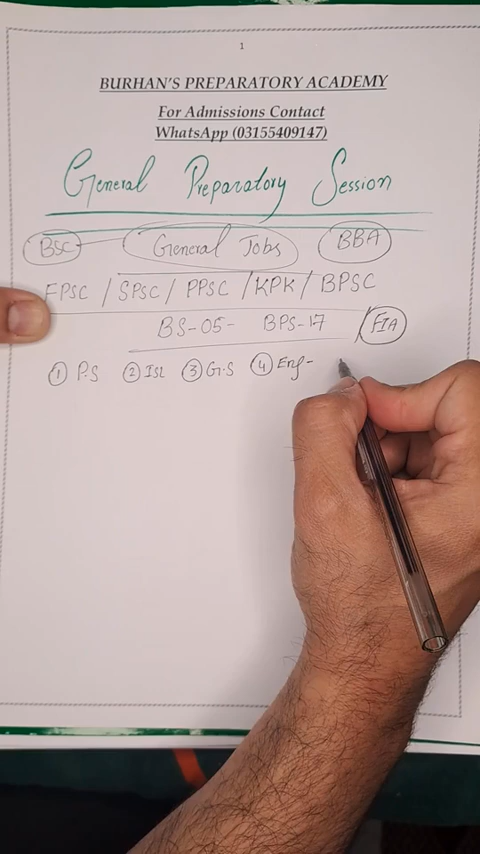 1
BURHAN'S PREPARATORY ACADEMY
For Admissions Contact
WhatsApp (03155409147)
General Preparatory Session
BSC General Jobs BBA
FPSC / SPSC / PPSC / KPK / BPSC
BS-05- BPS-17 / FIA
① P.S ② Isl ③ G.S ④ Eng-